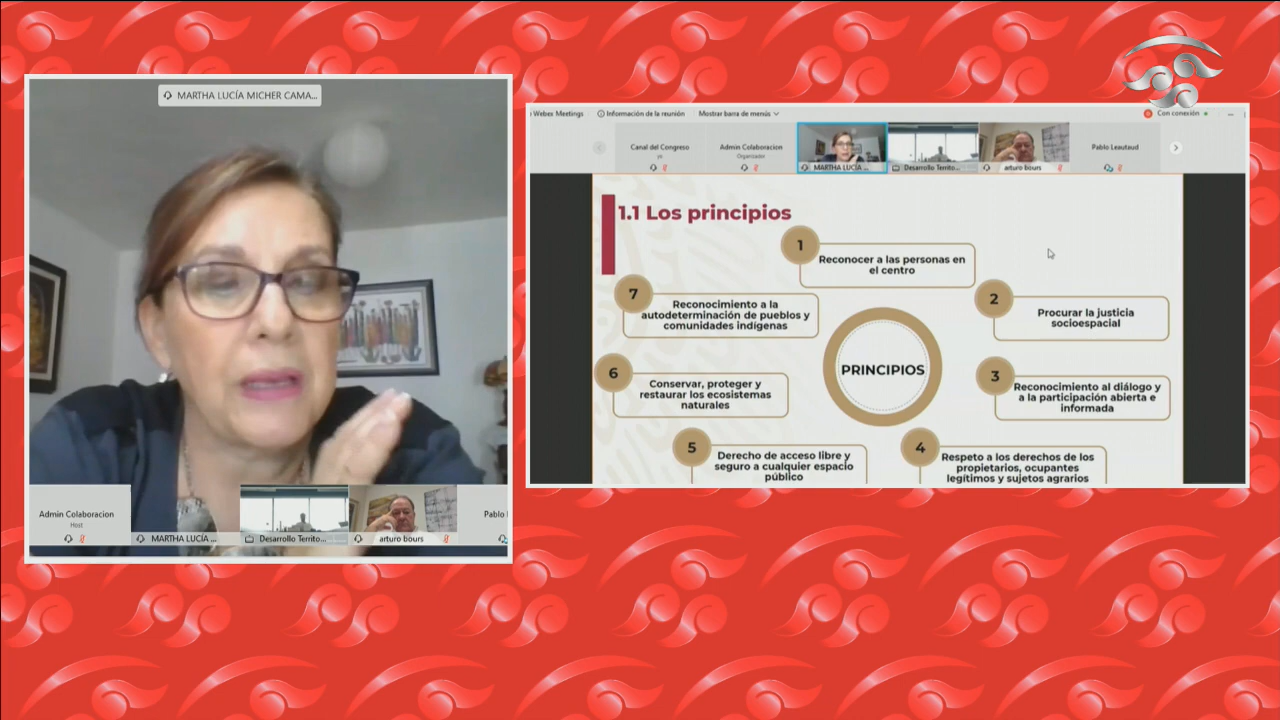 MARTHA LUCÍA MICHER CAMA...
Admin Colaboracion
Host
MARTHA LUCÍA ...
Desarrollo Territo...
arturo bours
Pablo
Webex Meetings
Información de la reunión
Mostrar barra de menús
Con conexión
Canal del Congreso
yo
Admin Colaboracion
Organizador
MARTHA LUCÍA ...
Desarrollo Territo...
arturo bours
Pablo Leautaud
1.1 Los principios
1
Reconocer a las personas en
el centro
2
Procurar la justicia
socioespacial
3
Reconocimiento al diálogo y
a la participación abierta e
informada
4
Respeto a los derechos de los
propietarios, ocupantes
legítimos y sujetos agrarios
5
Derecho de acceso libre y
seguro a cualquier espacio
público
6
Conservar, proteger y
restaurar los ecosistemas
naturales
7
Reconocimiento a la
autodeterminación de pueblos y
comunidades indígenas
PRINCIPIOS